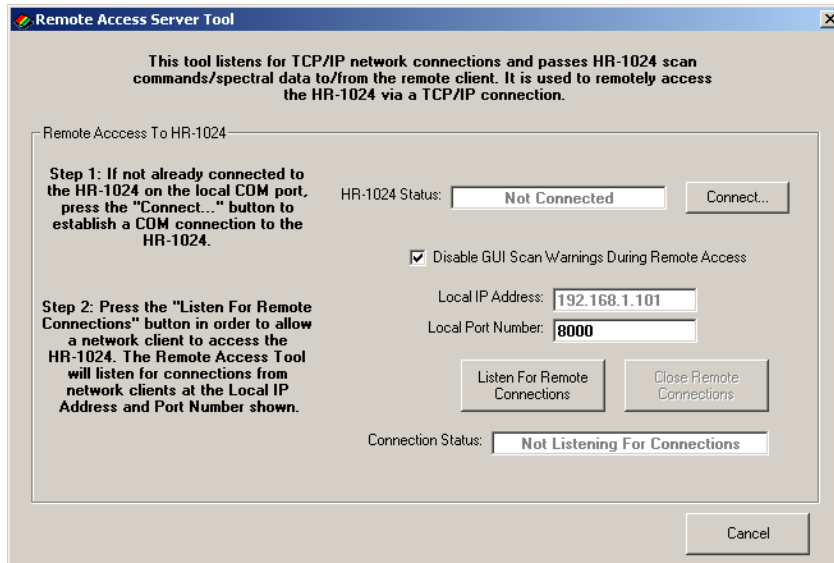 Remote Access Server Tool
This tool listens for TCP/IP network connections and passes HR-1024 scan
commands/spectral data to/from the remote client. It is used to remotely access
the HR-1024 via a TCP/IP connection.
Remote Acccess To HR-1024
Step 1: If not already connected to
the HR-1024 on the local COM port,
press the "Connect..." button to
establish a COM connection to the
HR-1024.
HR-1024 Status: Not Connected Connect...
Disable GUI Scan Warnings During Remote Access
Step 2: Press the "Listen For Remote
Connections" button in order to allow
a network client to access the
HR-1024. The Remote Access Tool
will listen for connections from
network clients at the Local IP
Address and Port Number shown.
Local IP Address: 192.168.1.101
Local Port Number: 8000
Listen For Remote
Connections
Close Remote
Connections
Connection Status: Not Listening For Connections
Cancel